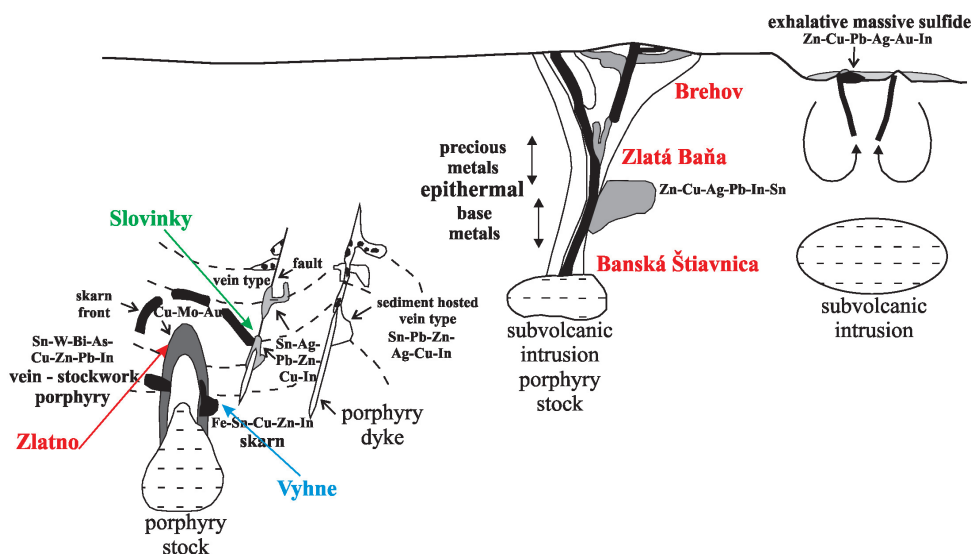 exhalative massive sulfide
Zn-Cu-Pb-Ag-Au-In
Brehov
precious
metals
Zlatá Baňa
epithermal
Zn-Cu-Ag-Pb-In-Sn
base
metals
Banská Štiavnica
subvolcanic
intrusion
porphyry
stock
subvolcanic
intrusion
Slovinky
fault
vein type
skarn
front
Cu-Mo-Au
sediment hosted
vein type
Sn-Pb-Zn-
Ag-Cu-In
Sn-W-Bi-As-
Cu-Zn-Pb-In
vein - stockwork
porphyry
Sn-Ag-
Pb-Zn-
Cu-In
Zlatno
Fe-Sn-Cu-Zn-In
skarn
porphyry
dyke
Vyhne
porphyry
stock